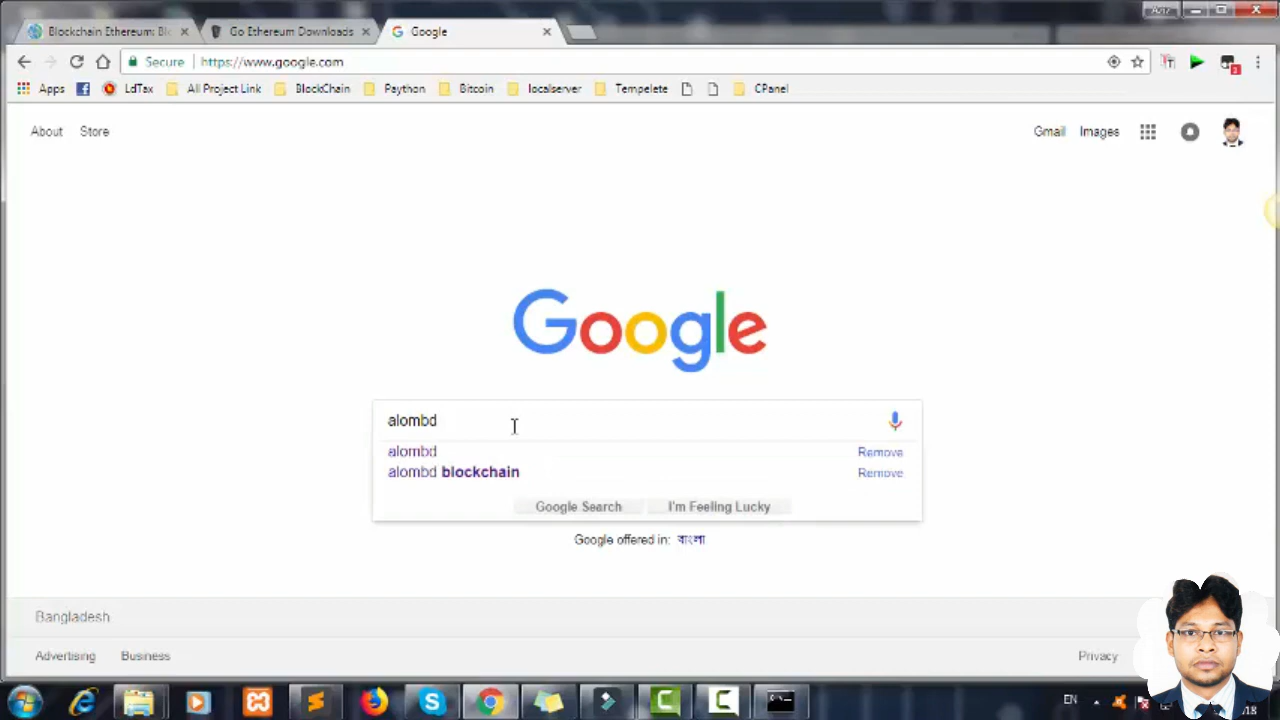 Aziz
Blockchain Ethereum: Bl
Go Ethereum Downloads
Google
Secure
https://www.google.com
Apps
LdTax
All Project Link
BlockChain
Paython
Bitcoin
localserver
Tempelete
CPanel
About
Store
Gmail
Images
Google
alombd
alombd
Remove
alombd blockchain
Remove
Google Search
I'm Feeling Lucky
Google offered in: বাংলা
Bangladesh
Advertising
Business
Privacy
EN